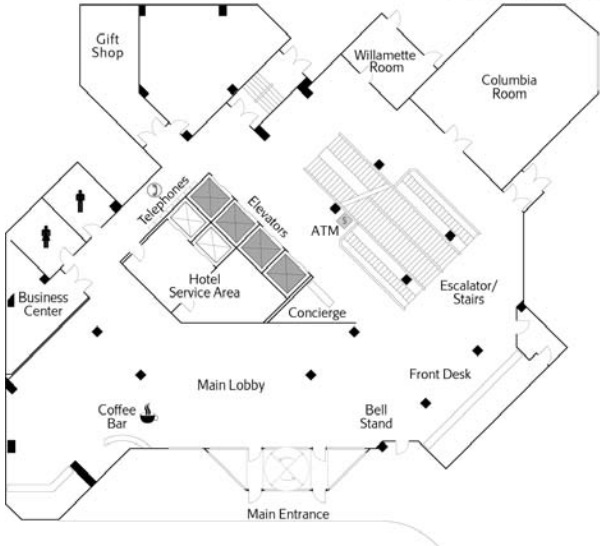 Gift
Shop
Willamette
Room
Columbia
Room
Telephones
Elevators
ATM
Hotel
Service Area
Escalator/
Stairs
Business
Center
Concierge
Main Lobby
Front Desk
Coffee
Bar
Bell
Stand
Main Entrance